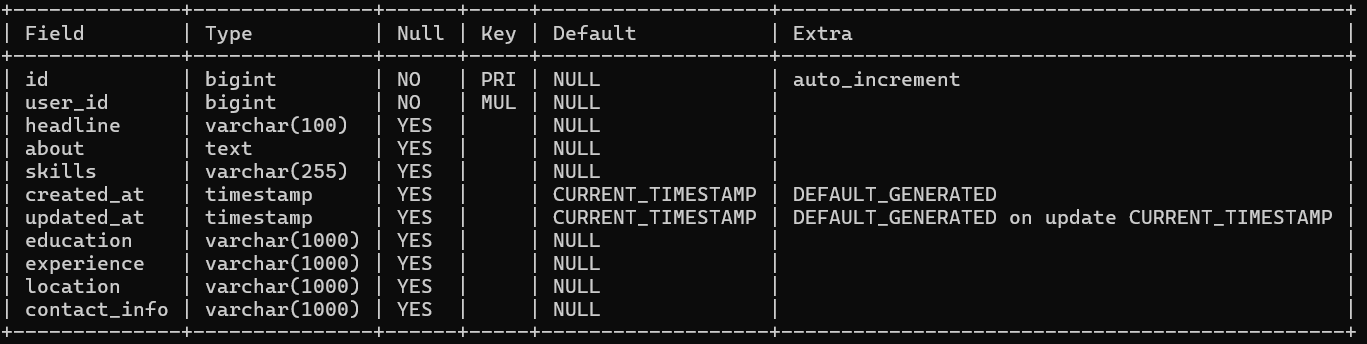 +---------------+---------------+------+-----+-------------------+-----------------------------------------------+
| Field | Type | Null | Key | Default | Extra |
+---------------+---------------+------+-----+-------------------+-----------------------------------------------+
| id | bigint | NO | PRI | NULL | auto_increment |
| user_id | bigint | NO | MUL | NULL | |
| headline | varchar(100) | YES | | NULL | |
| about | text | YES | | NULL | |
| skills | varchar(255) | YES | | NULL | |
| created_at | timestamp | YES | | CURRENT_TIMESTAMP | DEFAULT_GENERATED |
| updated_at | timestamp | YES | | CURRENT_TIMESTAMP | DEFAULT_GENERATED on update CURRENT_TIMESTAMP |
| education | varchar(1000) | YES | | NULL | |
| experience | varchar(1000) | YES | | NULL | |
| location | varchar(1000) | YES | | NULL | |
| contact_info | varchar(1000) | YES | | NULL | |
+---------------+---------------+------+-----+-------------------+-----------------------------------------------+